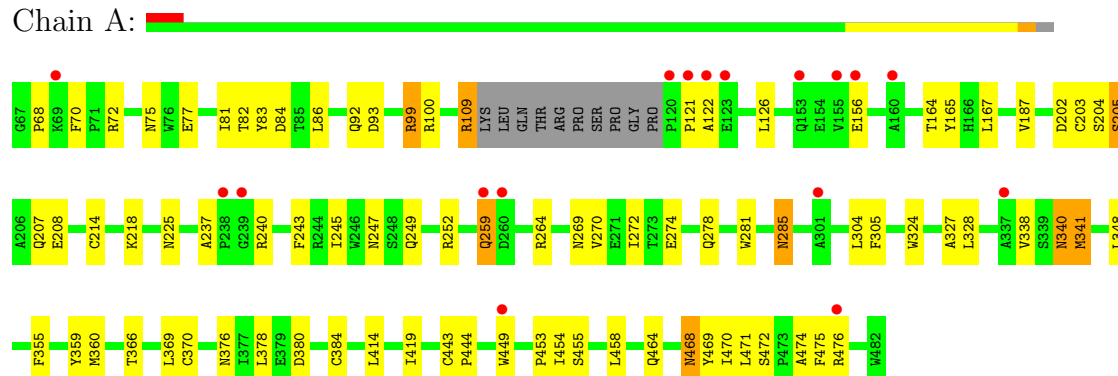 Chain A:
G67 P68 K69 F70 P71 R72 N75 W76 E77 I81 T82 Y83 D84 T85 L86 Q92 D93 R99 R100 R109 LYS LEU GLN THR ARG PRO SER PRO GLY PRO P120 P121 A122 E123 L126 Q153 E154 V155 E156 A160 T164 Y165 H166 L167 V187 D202 C203 S204 S205
A206 Q207 E208 C214 K218 N225 A237 P238 G239 R240 F243 R244 I245 W246 N247 S248 Q249 R252 Q259 D260 R264 N269 V270 E271 I272 T273 E274 Q278 W281 N285 A301 L304 F305 W324 A327 L328 A337 V338 S339 N340 M341 L348
F355 Y359 M360 T366 L369 C370 N376 I377 L378 E379 D380 C384 L414 I419 C443 P444 W449 P453 I454 S455 L458 Q464 N468 Y469 I470 L471 S472 P473 A474 F475 R476 W482